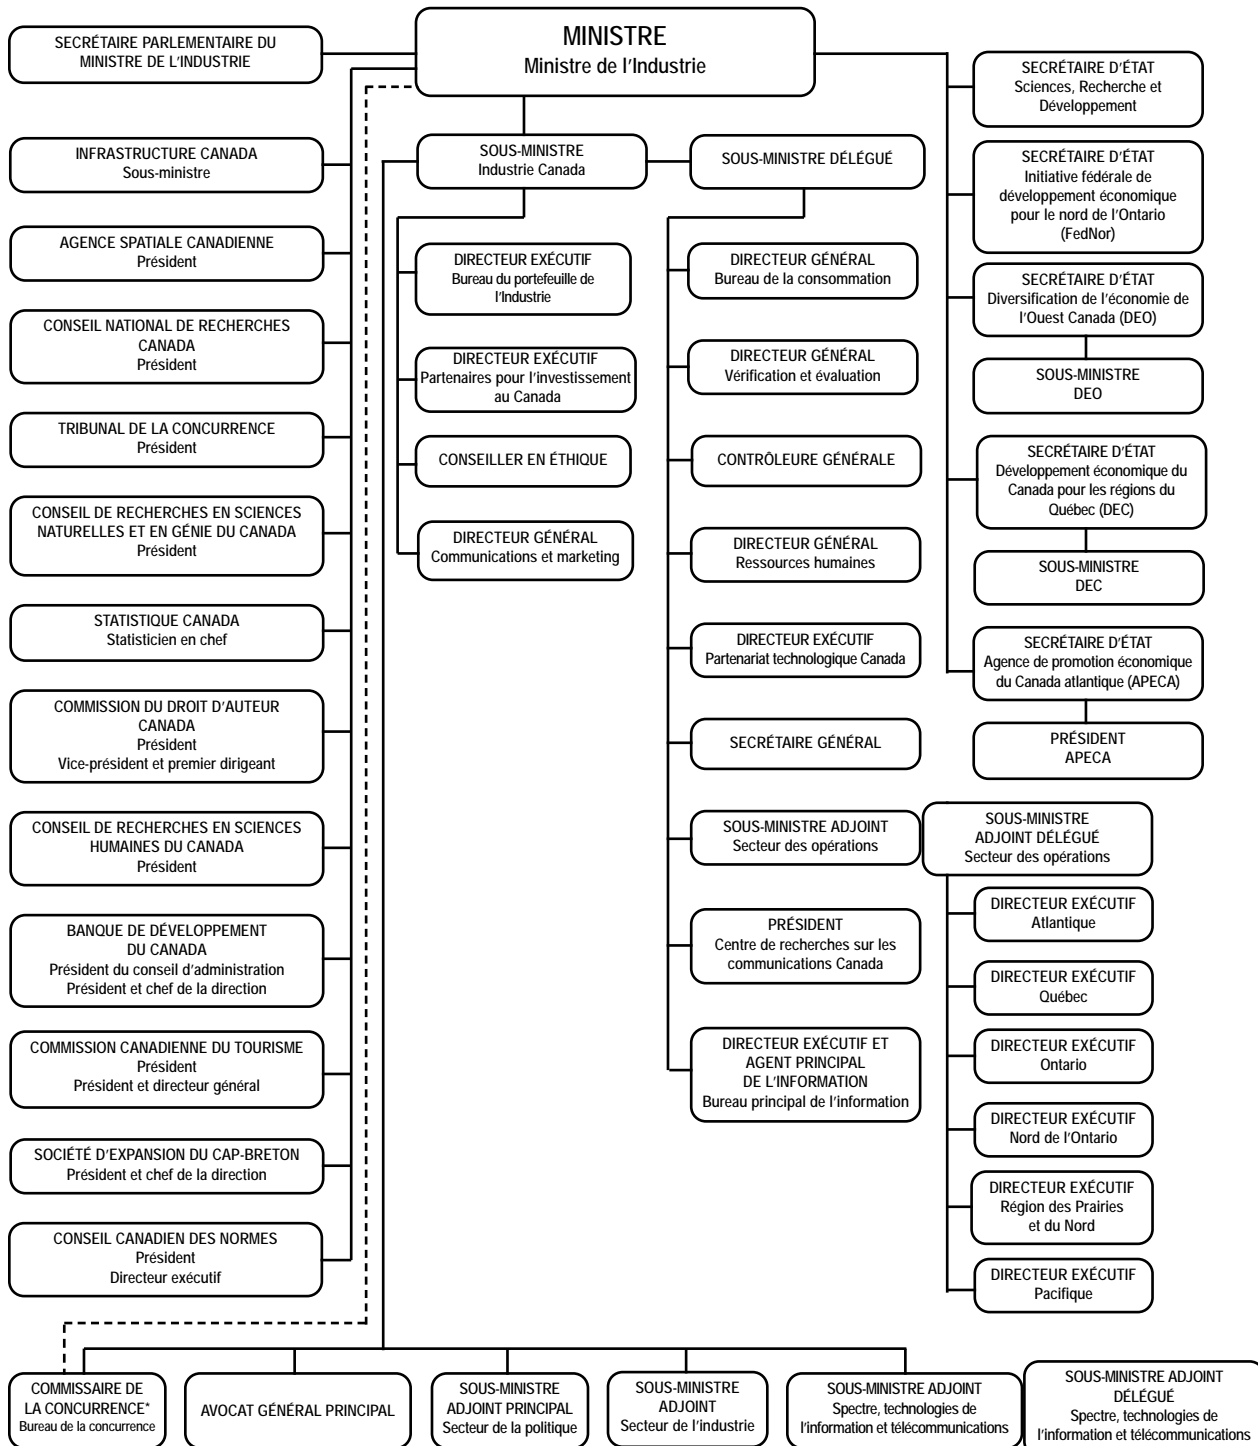 MINISTRE
Ministre de l'Industrie
SECRÉTAIRE PARLEMENTAIRE DU
MINISTRE DE L'INDUSTRIE
INFRASTRUCTURE CANADA
Sous-ministre
AGENCE SPATIALE CANADIENNE
Président
CONSEIL NATIONAL DE RECHERCHES
CANADA
Président
TRIBUNAL DE LA CONCURRENCE
Président
CONSEIL DE RECHERCHES EN SCIENCES
NATURELLES ET EN GÉNIE DU CANADA
Président
STATISTIQUE CANADA
Statisticien en chef
COMMISSION DU DROIT D'AUTEUR
CANADA
Président
Vice-président et premier dirigeant
CONSEIL DE RECHERCHES EN SCIENCES
HUMAINES DU CANADA
Président
BANQUE DE DÉVELOPPEMENT
DU CANADA
Président du conseil d'administration
Président et chef de la direction
COMMISSION CANADIENNE DU TOURISME
Président
Président et directeur général
SOCIÉTÉ D'EXPANSION DU CAP-BRETON
Président et chef de la direction
CONSEIL CANADIEN DES NORMES
Président
Directeur exécutif
SOUS-MINISTRE
Industrie Canada
DIRECTEUR EXÉCUTIF
Bureau du portefeuille de
l'Industrie
DIRECTEUR EXÉCUTIF
Partenaires pour l'investissement
au Canada
CONSEILLER EN ÉTHIQUE
DIRECTEUR GÉNÉRAL
Communications et marketing
SOUS-MINISTRE DÉLÉGUÉ
DIRECTEUR GÉNÉRAL
Bureau de la consommation
DIRECTEUR GÉNÉRAL
Vérification et évaluation
CONTRÔLEURE GÉNÉRALE
DIRECTEUR GÉNÉRAL
Ressources humaines
DIRECTEUR EXÉCUTIF
Partenariat technologique Canada
SECRÉTAIRE GÉNÉRAL
SOUS-MINISTRE ADJOINT
Secteur des opérations
PRÉSIDENT
Centre de recherches sur les
communications Canada
DIRECTEUR EXÉCUTIF ET
AGENT PRINCIPAL
DE L'INFORMATION
Bureau principal de l'information
SECRÉTAIRE D'ÉTAT
Sciences, Recherche et
Développement
SECRÉTAIRE D'ÉTAT
Initiative fédérale de
développement économique
pour le nord de l'Ontario
(FedNor)
SECRÉTAIRE D'ÉTAT
Diversification de l'économie de
l'Ouest Canada (DEO)
SOUS-MINISTRE
DEO
SECRÉTAIRE D'ÉTAT
Développement économique du
Canada pour les régions du
Québec (DEC)
SOUS-MINISTRE
DEC
SECRÉTAIRE D'ÉTAT
Agence de promotion économique
du Canada atlantique (APECA)
PRÉSIDENT
APECA
SOUS-MINISTRE
ADJOINT DÉLÉGUÉ
Secteur des opérations
DIRECTEUR EXÉCUTIF
Atlantique
DIRECTEUR EXÉCUTIF
Québec
DIRECTEUR EXÉCUTIF
Ontario
DIRECTEUR EXÉCUTIF
Nord de l'Ontario
DIRECTEUR EXÉCUTIF
Région des Prairies
et du Nord
DIRECTEUR EXÉCUTIF
Pacifique
COMMISSAIRE DE
LA CONCURRENCE*
Bureau de la concurrence
AVOCAT GÉNÉRAL PRINCIPAL
SOUS-MINISTRE
ADJOINT PRINCIPAL
Secteur de la politique
SOUS-MINISTRE
ADJOINT
Secteur de l'industrie
SOUS-MINISTRE ADJOINT
Spectre, technologies de
l'information et télécommunications
SOUS-MINISTRE ADJOINT
DÉLÉGUÉ
Spectre, technologies de
l'information et télécommunications